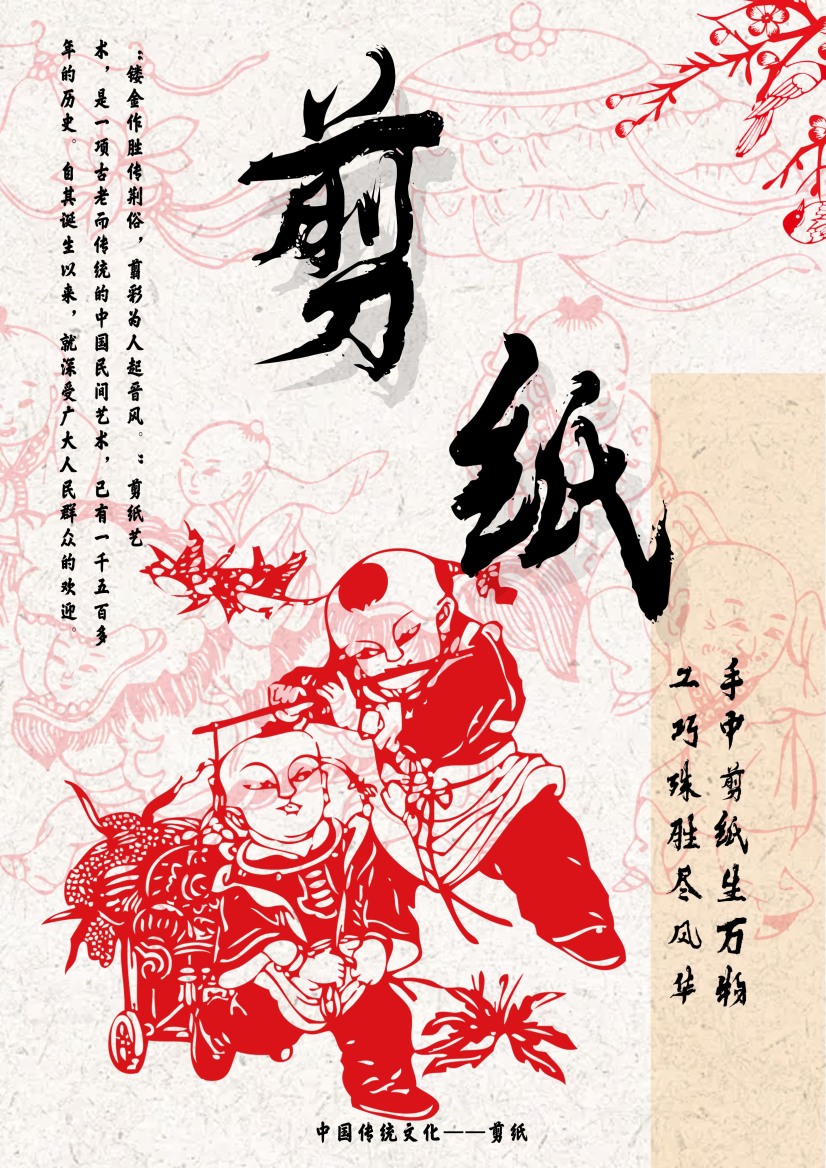 剪纸
“镂金作胜传荆俗，剪彩为人起晋风。”剪纸艺
术，是一项古老而传统的中国民间艺术，已有一千五百多
年的历史。自其诞生以来，就深受广大人民群众的欢迎。
手中剪纸生万物
工巧殊胜尽风华
中国传统文化——剪纸